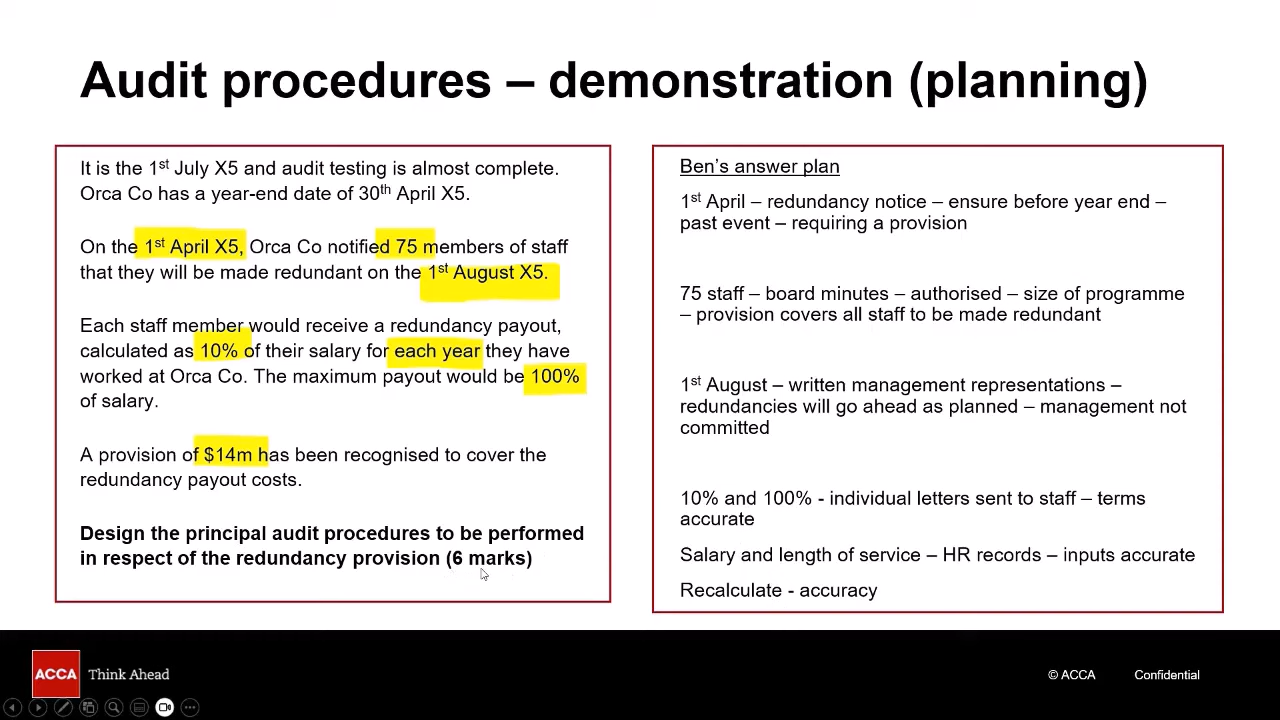 Audit procedures – demonstration (planning)
It is the 1st July X5 and audit testing is almost complete.
Orca Co has a year-end date of 30th April X5.
On the 1st April X5, Orca Co notified 75 members of staff
that they will be made redundant on the 1st August X5.
Each staff member would receive a redundancy payout,
calculated as 10% of their salary for each year they have
worked at Orca Co. The maximum payout would be 100%
of salary.
A provision of $14m has been recognised to cover the
redundancy payout costs.
Design the principal audit procedures to be performed
in respect of the redundancy provision (6 marks)
Ben's answer plan
1st April – redundancy notice – ensure before year end –
past event – requiring a provision
75 staff – board minutes – authorised – size of programme
– provision covers all staff to be made redundant
1st August – written management representations –
redundancies will go ahead as planned – management not
committed
10% and 100% - individual letters sent to staff – terms
accurate
Salary and length of service – HR records – inputs accurate
Recalculate - accuracy
ACCA Think Ahead
© ACCA Confidential